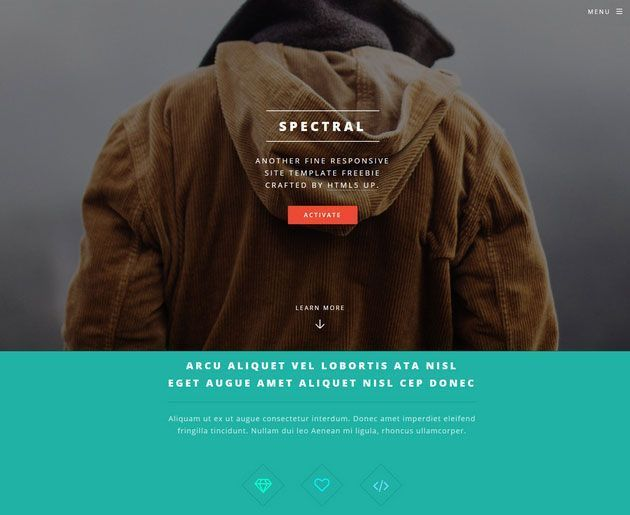 MENU
SPECTRAL
ANOTHER FINE RESPONSIVE
SITE TEMPLATE FREEBIE
CRAFTED BY HTML5 UP.
ACTIVATE
LEARN MORE
ARCU ALIQUET VEL LOBORTIS ATA NISL
EGET AUGUE AMET ALIQUET NISL CEP DONEC
Aliquam ut ex ut augue consectetur interdum. Donec amet imperdiet eleifend
fringilla tincidunt. Nullam dui leo Aenean mi ligula, rhoncus ullamcorper.